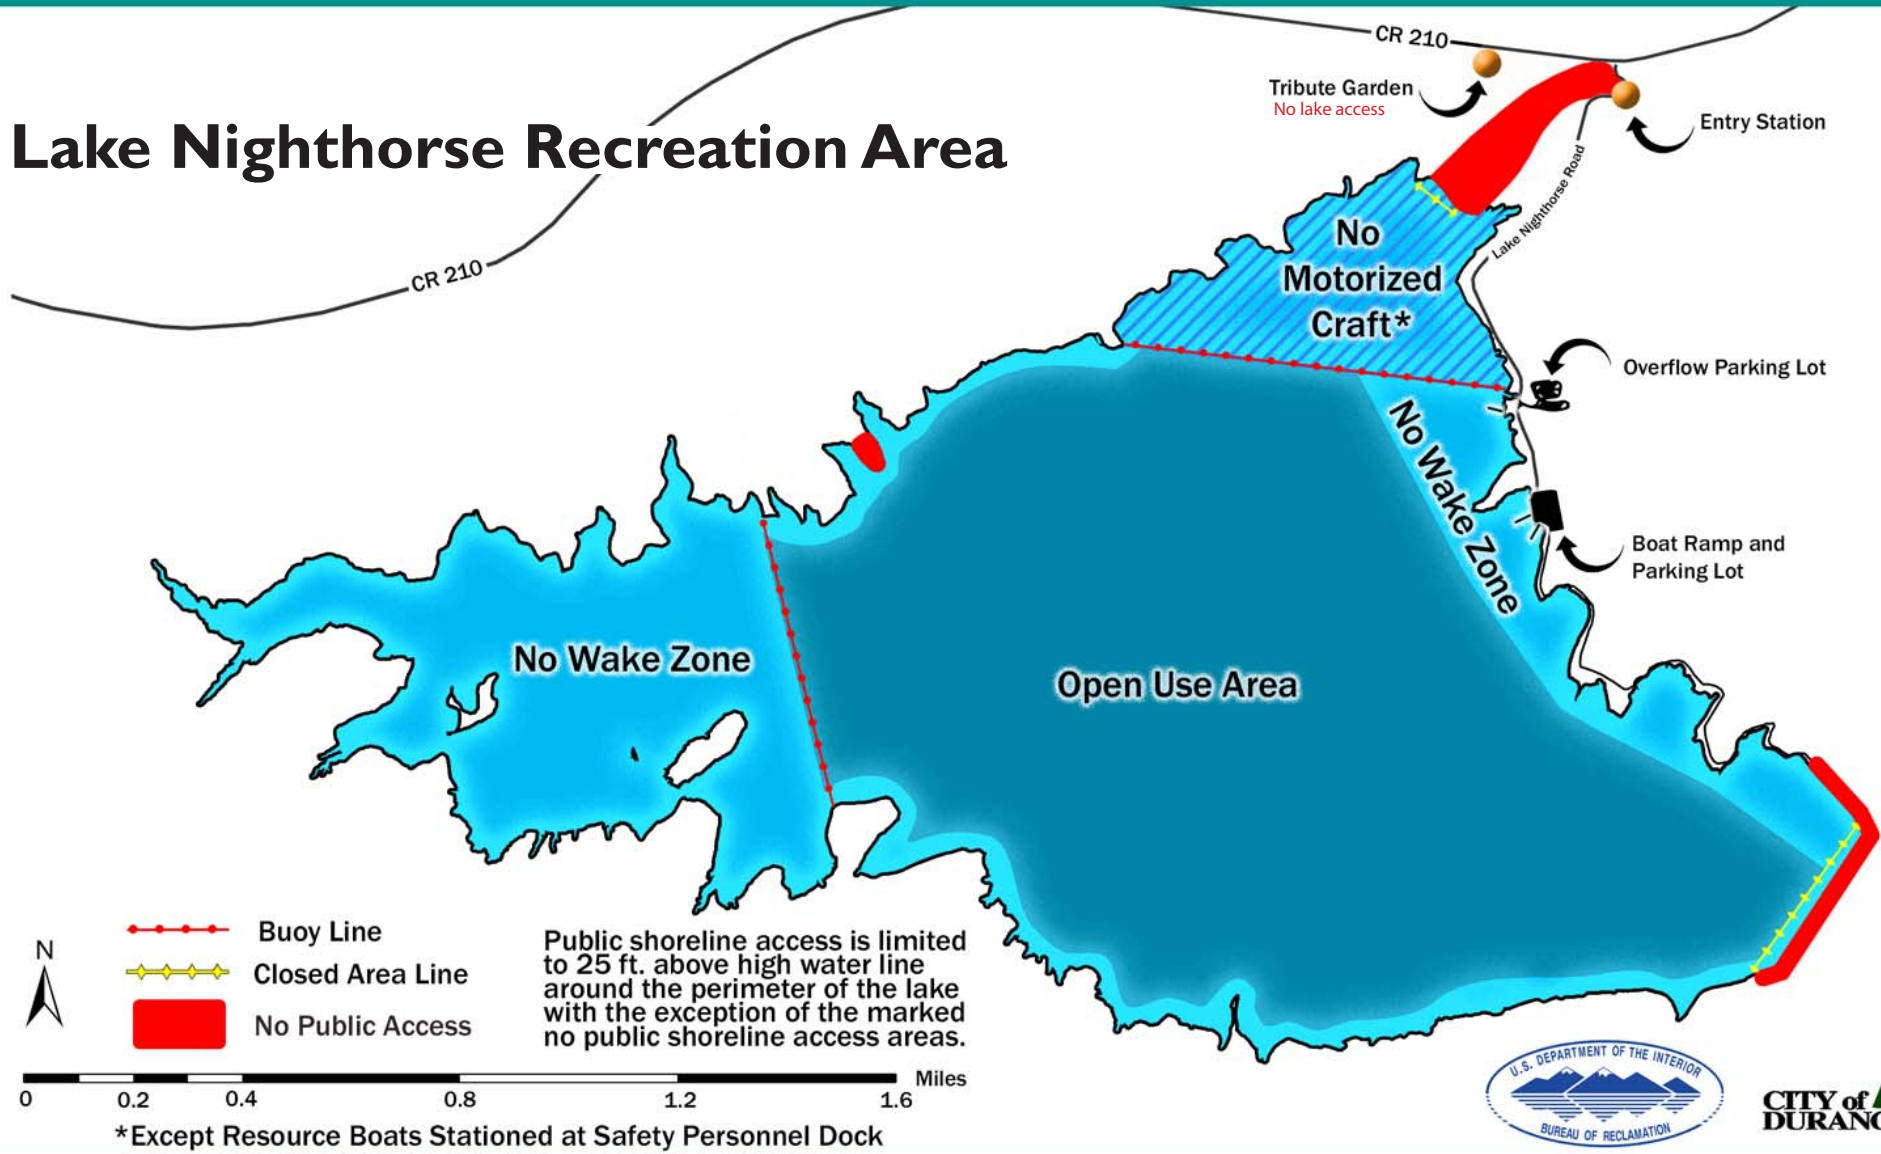 CR 210
Tribute Garden
No lake access
Entry Station
Lake Nighthorse Recreation Area
Lake Nighthorse Road
CR 210
No
Motorized
Craft*
Overflow Parking Lot
No Wake Zone
Boat Ramp and
Parking Lot
No Wake Zone
Open Use Area
Buoy Line
Closed Area Line
No Public Access
N
Public shoreline access is limited
to 25 ft. above high water line
around the perimeter of the lake
with the exception of the marked
no public shoreline access areas.
Miles
0 0.2 0.4 0.8 1.2 1.6
*Except Resource Boats Stationed at Safety Personnel Dock
U.S. DEPARTMENT OF THE INTERIOR
BUREAU OF RECLAMATION
CITY of
DURANG